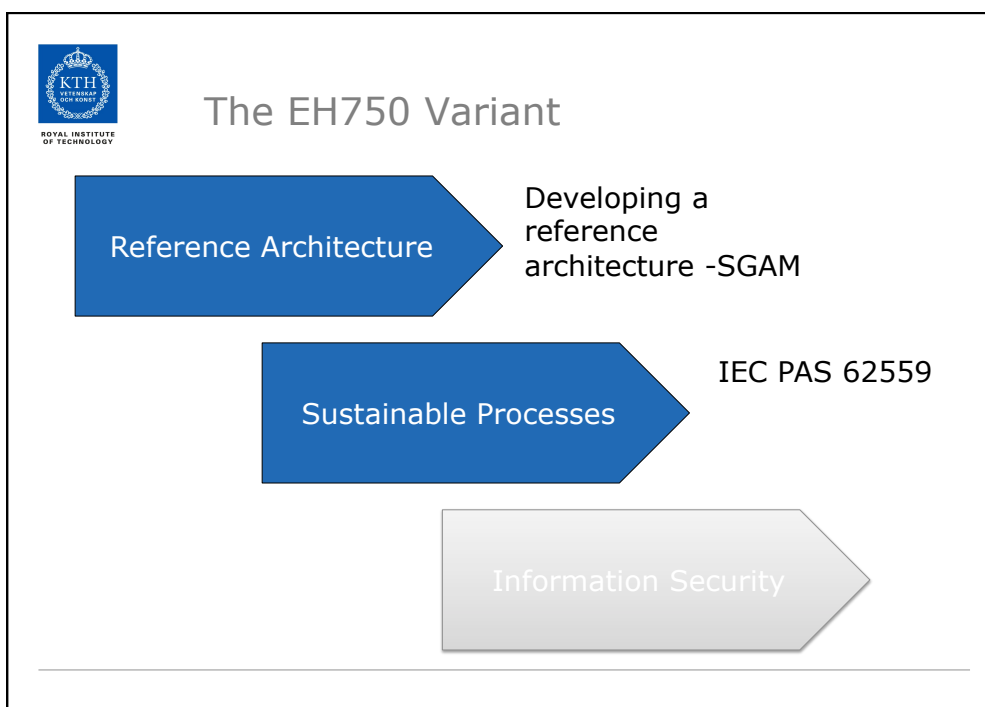 KTH
VETENSKAP
OCH KONST
ROYAL INSTITUTE
OF TECHNOLOGY
The EH750 Variant
Reference Architecture
Developing a
reference
architecture -SGAM
Sustainable Processes
IEC PAS 62559
Information Security